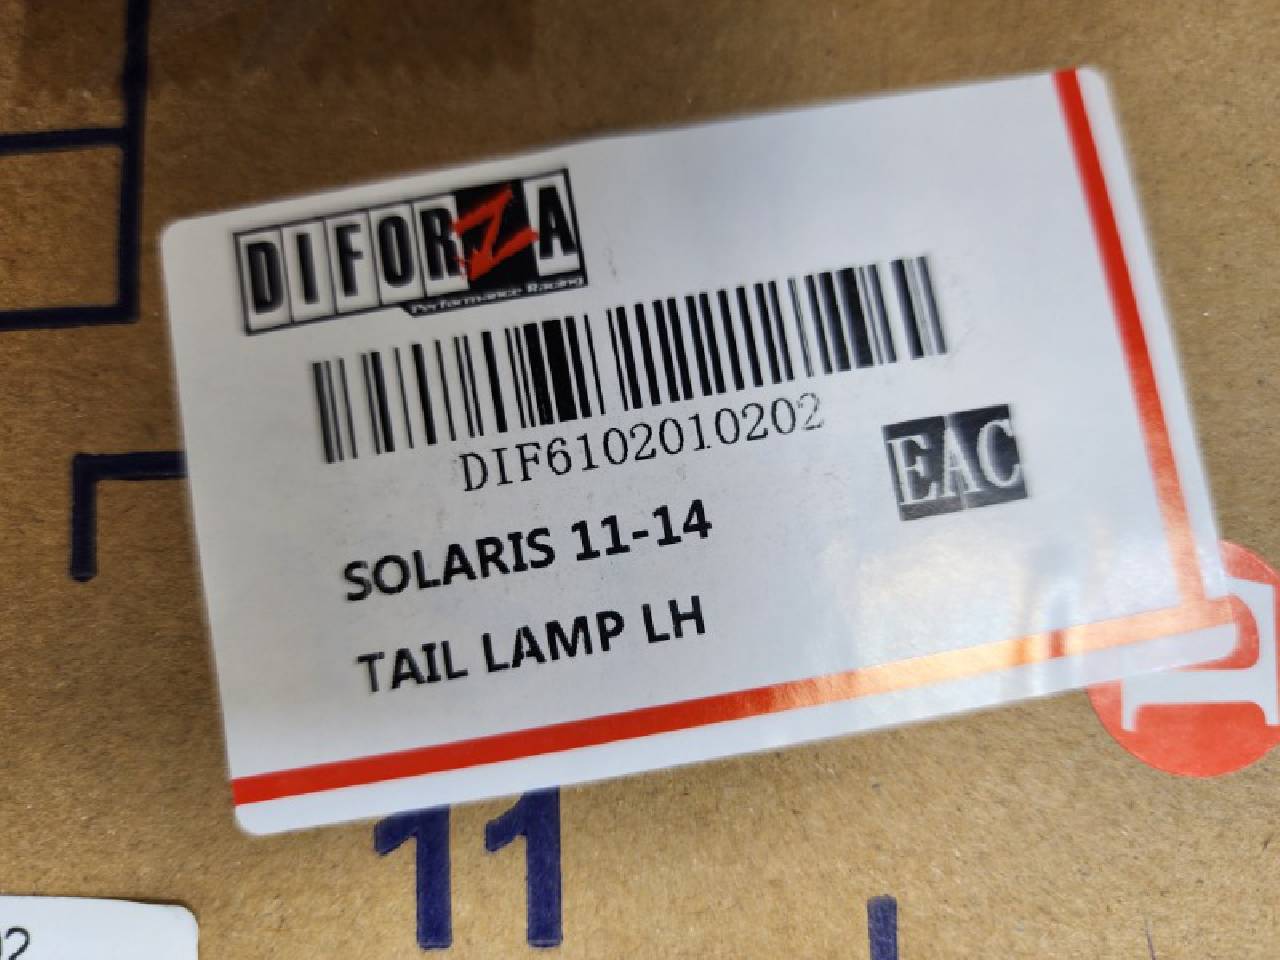 DIFORZA
Performance Racing
DIF6102010202
EAC
SOLARIS 11-14
TAIL LAMP LH
11